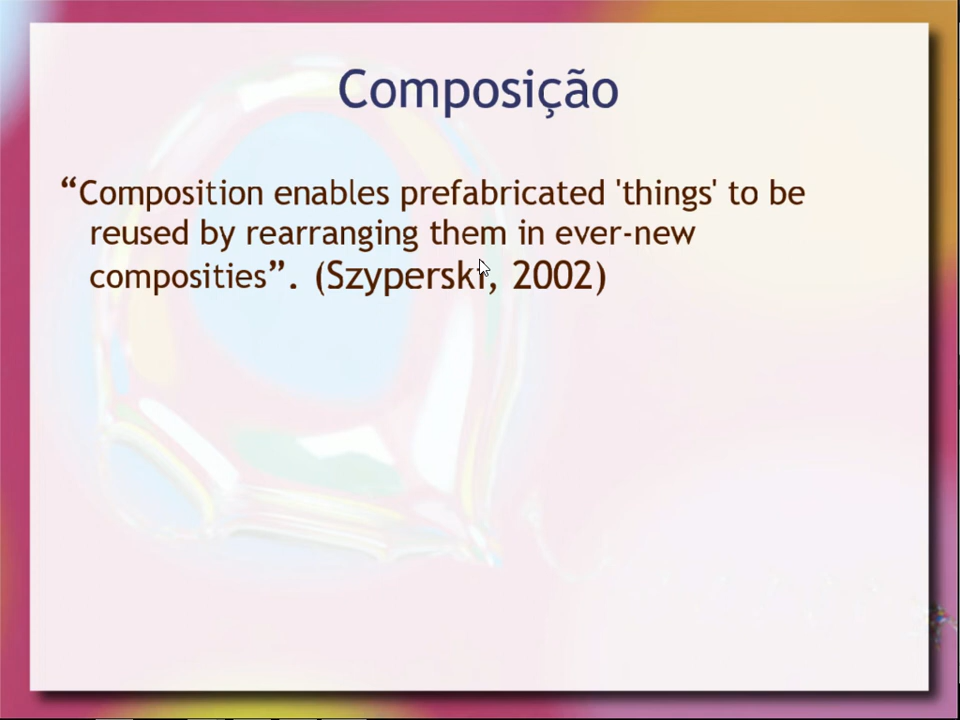 Composição
“Composition enables prefabricated 'things' to be
reused by rearranging them in ever-new
composities”. (Szyperski, 2002)